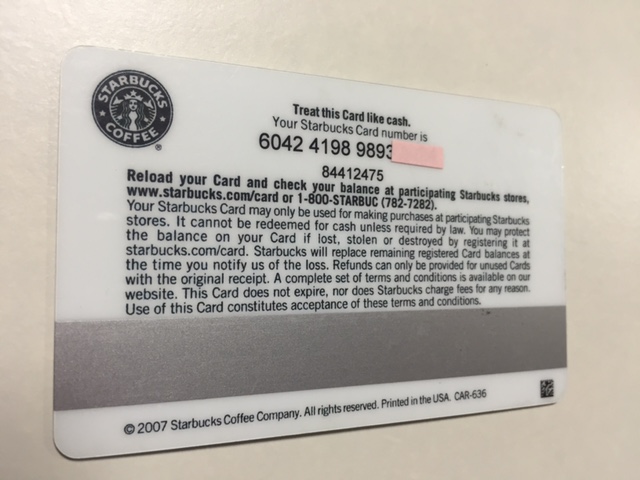 STARBUCKS
COFFEE
®
Treat this Card like cash.
Your Starbucks Card number is
6042 4198 9893
84412475
Reload your Card and check your balance at participating Starbucks stores,
www.starbucks.com/card or 1-800-STARBUC (782-7282).
Your Starbucks Card may only be used for making purchases at participating Starbucks
stores. It cannot be redeemed for cash unless required by law. You may protect
the balance on your Card if lost, stolen or destroyed by registering it at
starbucks.com/card. Starbucks will replace remaining registered Card balances at
the time you notify us of the loss. Refunds can only be provided for unused Cards
with the original receipt. A complete set of terms and conditions is available on our
website. This Card does not expire, nor does Starbucks charge fees for any reason.
Use of this Card constitutes acceptance of these terms and conditions.
© 2007 Starbucks Coffee Company. All rights reserved. Printed in the USA. CAR-636